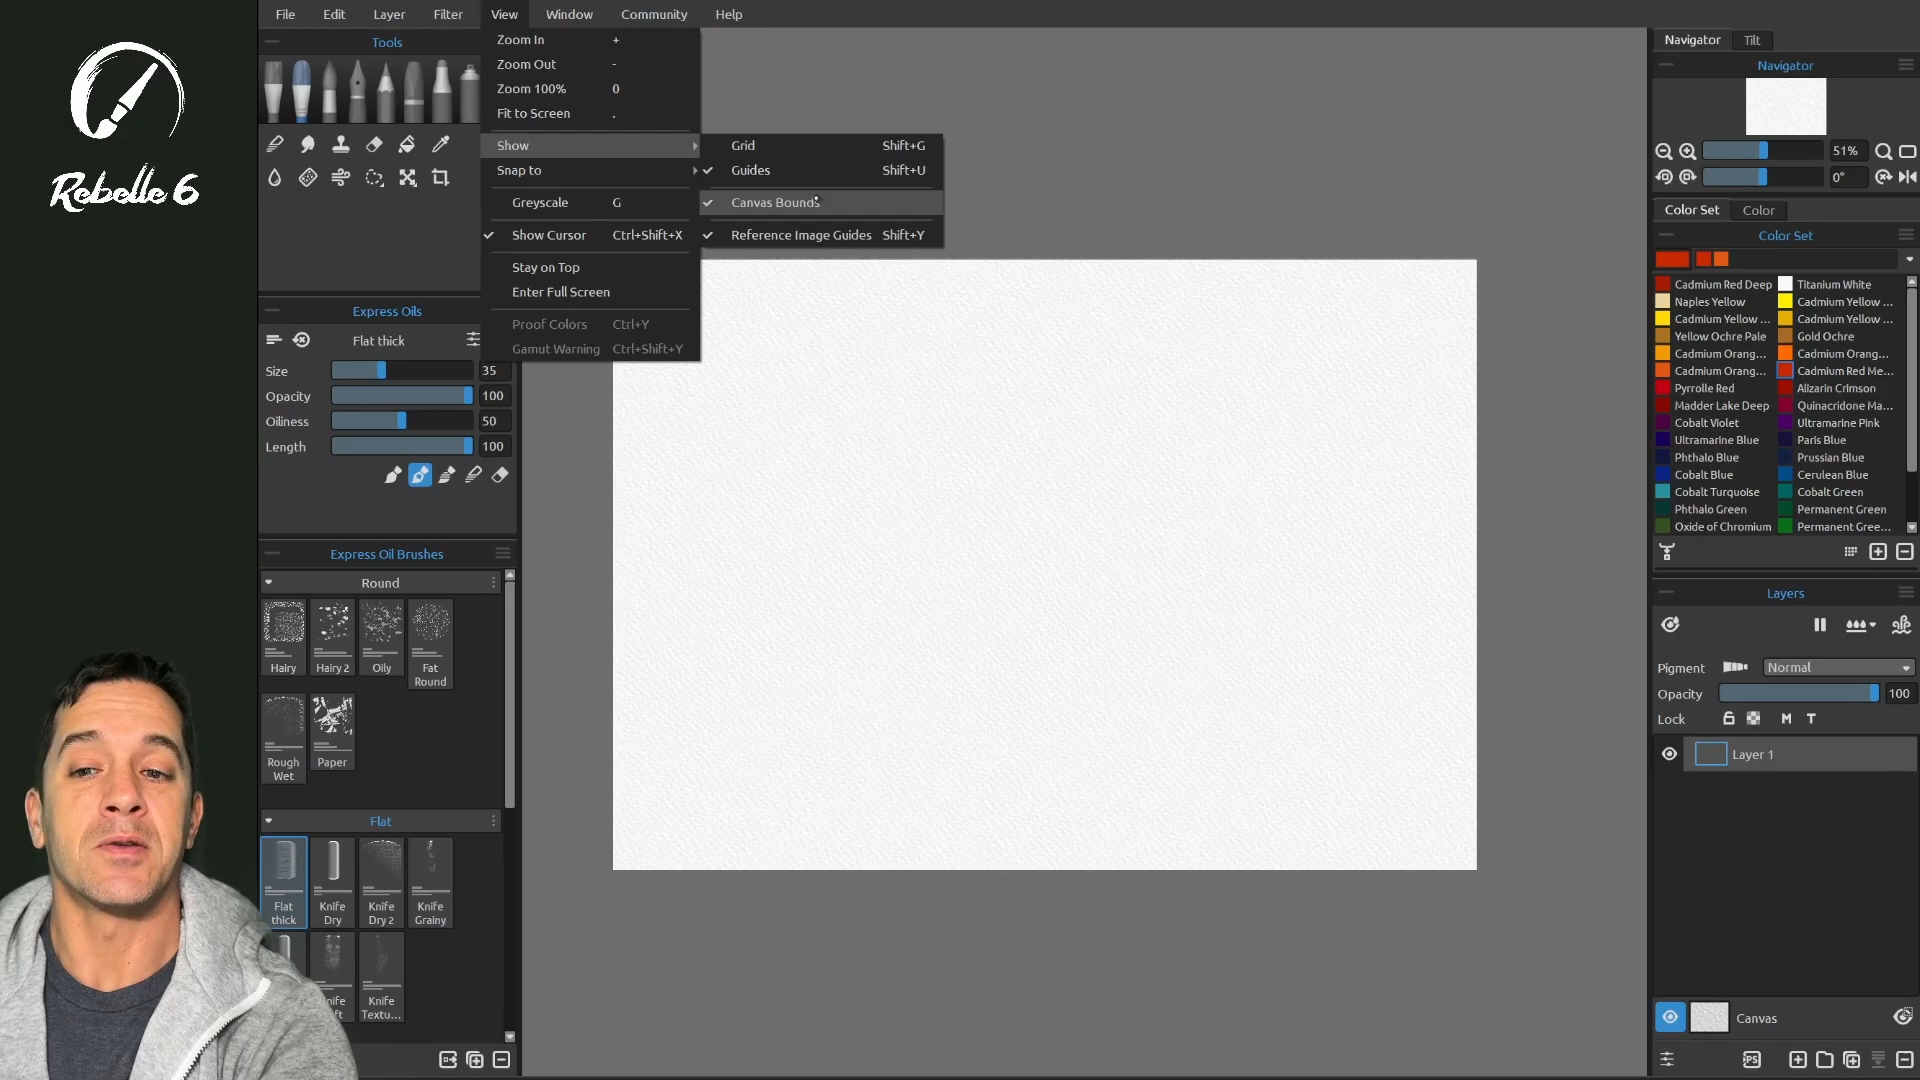 Rebelle 6
File Edit Layer Filter View Window Community Help
Tools
Zoom In +
Zoom Out -
Zoom 100% 0
Fit to Screen .
Show
Snap to
Greyscale G
Show Cursor Ctrl+Shift+X
Stay on Top
Enter Full Screen
Proof Colors Ctrl+Y
Gamut Warning Ctrl+Shift+Y
Grid Shift+G
Guides Shift+U
Canvas Bounds
Reference Image Guides Shift+Y
Express Oils
Flat thick
Size 35
Opacity 100
Oiliness 50
Length 100
Express Oil Brushes
Round
Hairy
Hairy 2
Oily
Fat
Round
Rough
Wet
Paper
Flat
Flat
thick
Knife
Dry
Knife
Dry 2
Knife
Grainy
Knife
Textu...
Navigator Tilt
Navigator
51%
0°
Color Set Color
Color Set
Cadmium Red Deep Titanium White
Naples Yellow Cadmium Yellow ...
Cadmium Yellow ... Cadmium Yellow ...
Yellow Ochre Pale Gold Ochre
Cadmium Orang... Cadmium Orang...
Cadmium Orang... Cadmium Red Me...
Pyrrolle Red Alizarin Crimson
Madder Lake Deep Quinacridone Ma...
Cobalt Violet Ultramarine Pink
Ultramarine Blue Paris Blue
Phthalo Blue Prussian Blue
Cobalt Blue Cerulean Blue
Cobalt Turquoise Cobalt Green
Phthalo Green Permanent Green
Oxide of Chromium Permanent Gree...
Layers
Pigment Normal
Opacity 100
Lock M T
Layer 1
Canvas
PS